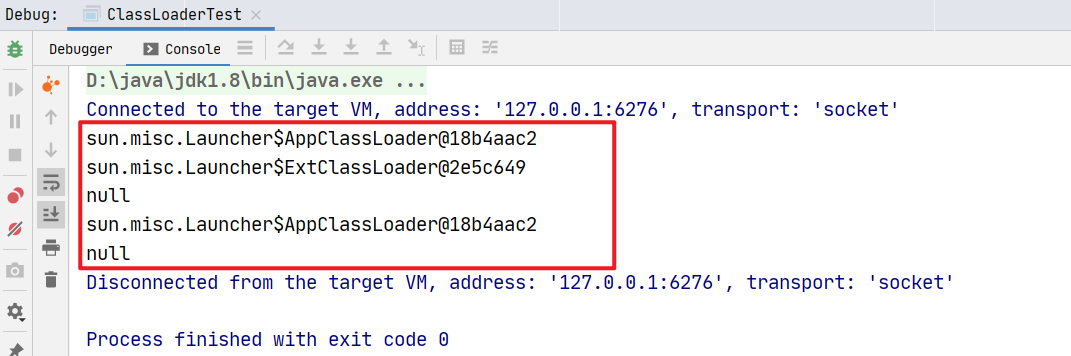 Debug: ClassLoaderTest
Debugger Console
D:\java\jdk1.8\bin\java.exe ...
Connected to the target VM, address: '127.0.0.1:6276', transport: 'socket'
sun.misc.Launcher$AppClassLoader@18b4aac2
sun.misc.Launcher$ExtClassLoader@2e5c649
null
sun.misc.Launcher$AppClassLoader@18b4aac2
null
Disconnected from the target VM, address: '127.0.0.1:6276', transport: 'socket'
Process finished with exit code 0